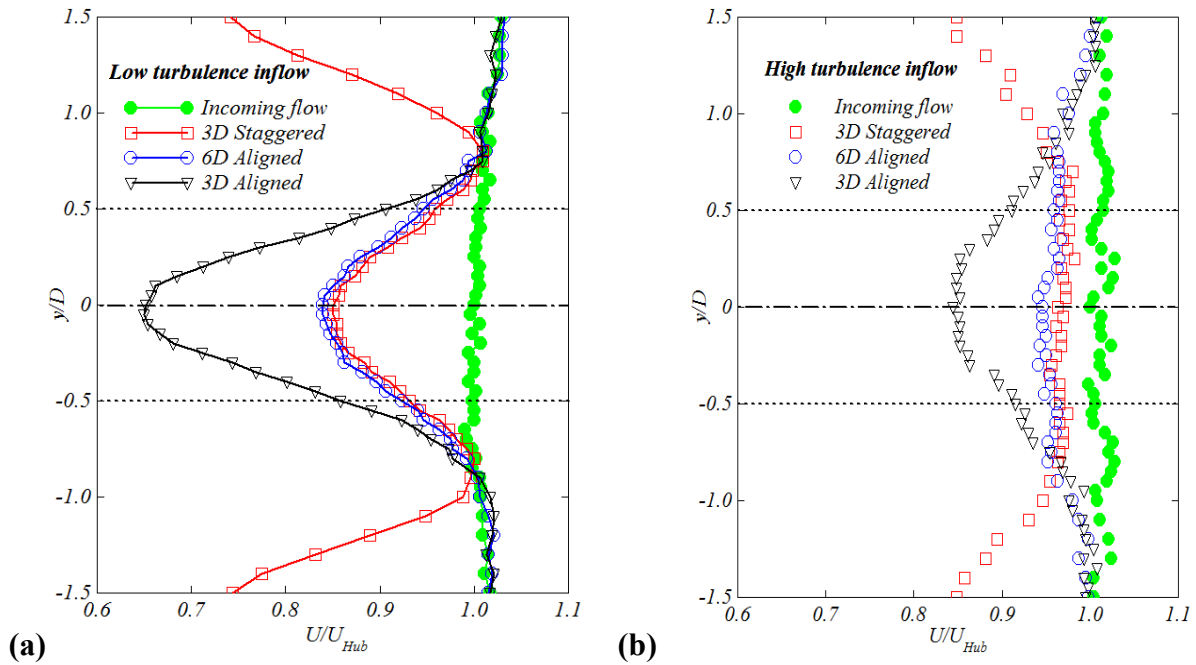 1.5
1.0
0.5
0
-0.5
-1.0
-1.5
y/D
Low turbulence inflow
Incoming flow
3D Staggered
6D Aligned
3D Aligned
0.6 0.7 0.8 0.9 1.0 1.1
U/U_Hub
(a)
1.5
1.0
0.5
0
-0.5
-1.0
-1.5
y/D
High turbulence inflow
Incoming flow
3D Staggered
6D Aligned
3D Aligned
0.6 0.7 0.8 0.9 1.0 1.1
U/U_Hub
(b)